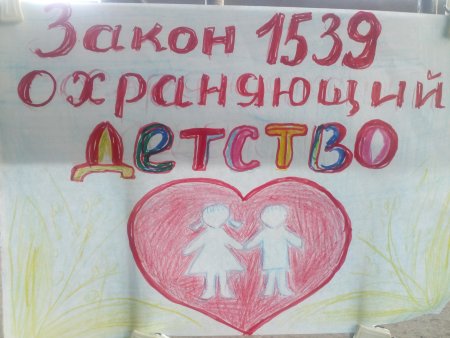 Закон 1539
охраняющий
Детство